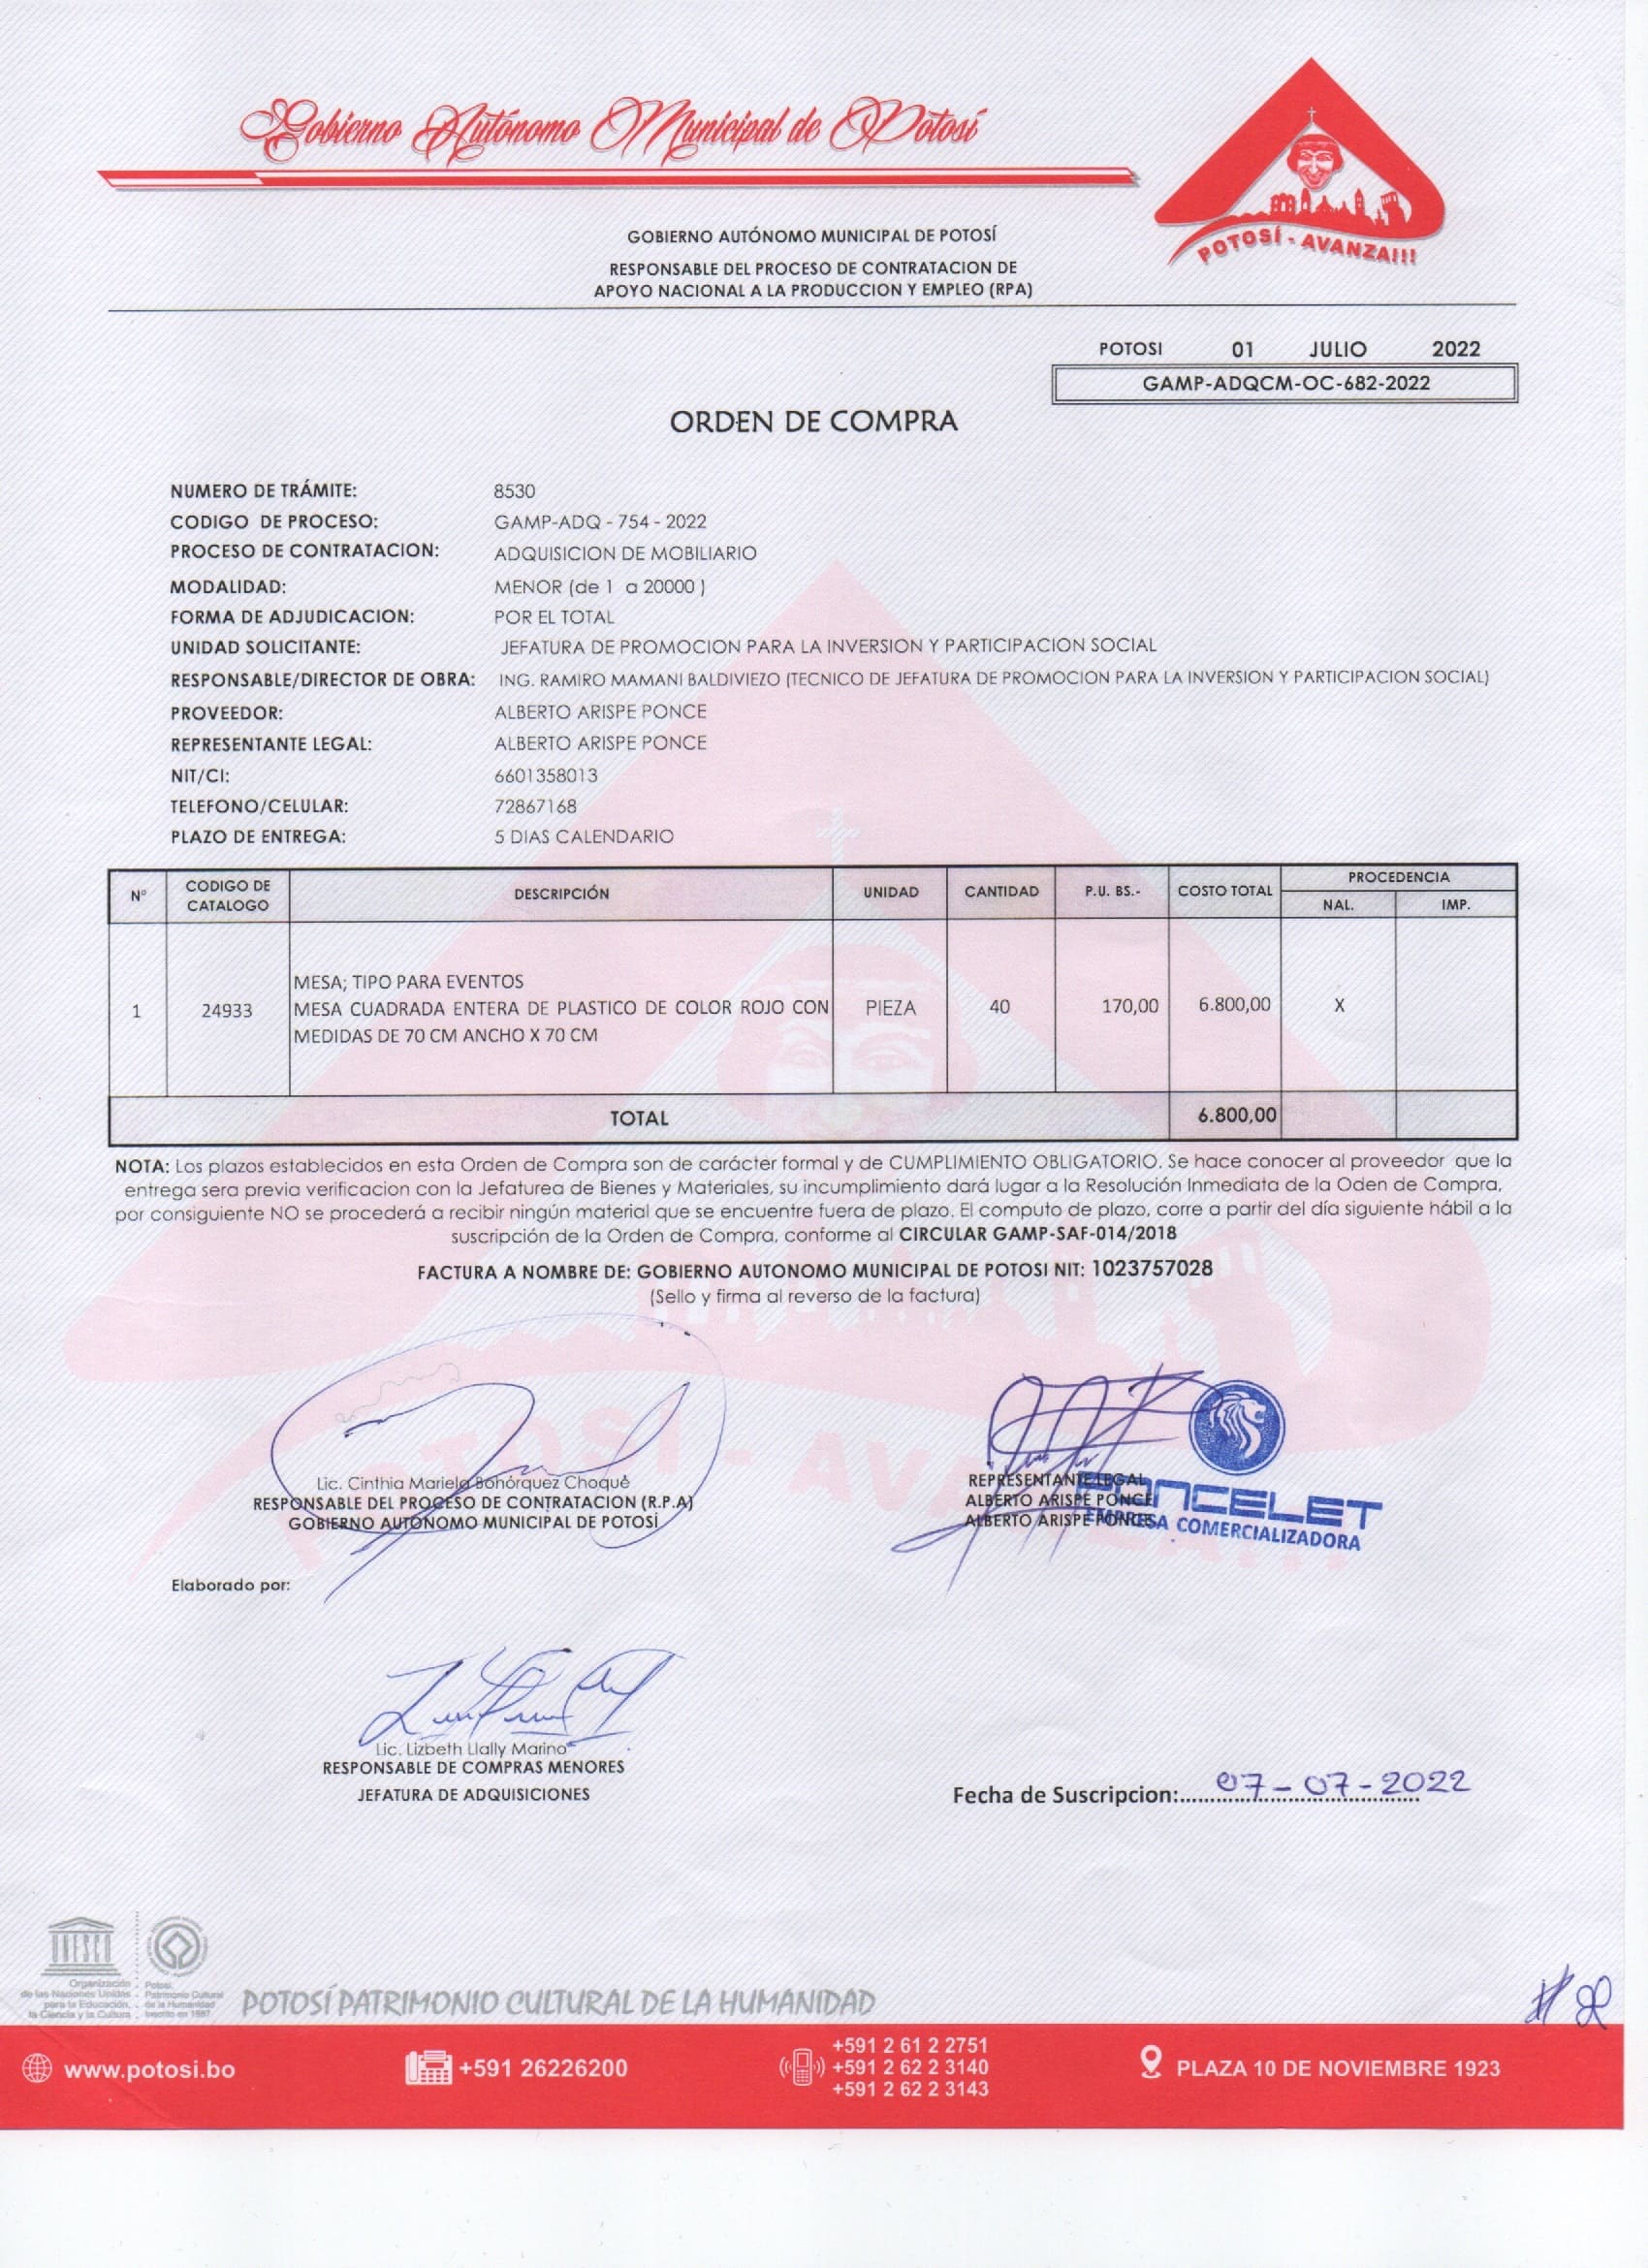 Gobierno Autónomo Municipal de Potosí
POTOSÍ - AVANZA!!!
GOBIERNO AUTÓNOMO MUNICIPAL DE POTOSÍ
RESPONSABLE DEL PROCESO DE CONTRATACION DE
APOYO NACIONAL A LA PRODUCCION Y EMPLEO (RPA)
POTOSI 01 JULIO 2022
GAMP-ADQCM-OC-682-2022
ORDEN DE COMPRA
NUMERO DE TRÁMITE: 8530
CODIGO DE PROCESO: GAMP-ADQ - 754 - 2022
PROCESO DE CONTRATACION: ADQUISICION DE MOBILIARIO
MODALIDAD: MENOR (de 1 a 20000 )
FORMA DE ADJUDICACION: POR EL TOTAL
UNIDAD SOLICITANTE: JEFATURA DE PROMOCION PARA LA INVERSION Y PARTICIPACION SOCIAL
RESPONSABLE/DIRECTOR DE OBRA: ING. RAMIRO MAMANI BALDIVIEZO (TECNICO DE JEFATURA DE PROMOCION PARA LA INVERSION Y PARTICIPACION SOCIAL)
PROVEEDOR: ALBERTO ARISPE PONCE
REPRESENTANTE LEGAL: ALBERTO ARISPE PONCE
NIT/CI: 6601358013
TELEFONO/CELULAR: 72867168
PLAZO DE ENTREGA: 5 DIAS CALENDARIO
N° CODIGO DE CATALOGO DESCRIPCIÓN UNIDAD CANTIDAD P.U. BS.- COSTO TOTAL PROCEDENCIA
NAL. IMP.
MESA; TIPO PARA EVENTOS
1 24933 MESA CUADRADA ENTERA DE PLASTICO DE COLOR ROJO CON PIEZA 40 170,00 6.800,00 X
MEDIDAS DE 70 CM ANCHO X 70 CM
TOTAL 6.800,00
NOTA: Los plazos establecidos en esta Orden de Compra son de carácter formal y de CUMPLIMIENTO OBLIGATORIO. Se hace conocer al proveedor que la
entrega sera previa verificacion con la Jefaturea de Bienes y Materiales, su incumplimiento dará lugar a la Resolución Inmediata de la Oden de Compra,
por consiguiente NO se procederá a recibir ningún material que se encuentre fuera de plazo. El computo de plazo, corre a partir del día siguiente hábil a la
suscripción de la Orden de Compra, conforme al CIRCULAR GAMP-SAF-014/2018
FACTURA A NOMBRE DE: GOBIERNO AUTONOMO MUNICIPAL DE POTOSI NIT: 1023757028
(Sello y firma al reverso de la factura)
POTOSÍ - AVANZA!!!
Lic. Cinthia Mariela Bohórquez Choque
RESPONSABLE DEL PROCESO DE CONTRATACION (R.P.A)
GOBIERNO AUTÓNOMO MUNICIPAL DE POTOSÍ
REPRESENTANTE LEGAL
ALBERTO ARISPE PONCE
ALBERTO ARISPE PONCE
PONCELET
EMPRESA COMERCIALIZADORA
Elaborado por:
Lic. Lizbeth Llally Marino
RESPONSABLE DE COMPRAS MENORES
JEFATURA DE ADQUISICIONES
Fecha de Suscripcion: 07-07-2022
UNESCO
Organización de las Naciones Unidas para la Educación, la Ciencia y la Cultura
Potosí, Patrimonio Cultural de la Humanidad inscrito en 1987
POTOSÍ PATRIMONIO CULTURAL DE LA HUMANIDAD
www.potosi.bo
+591 26226200
+591 2 61 2 2751
+591 2 62 2 3140
+591 2 62 2 3143
PLAZA 10 DE NOVIEMBRE 1923